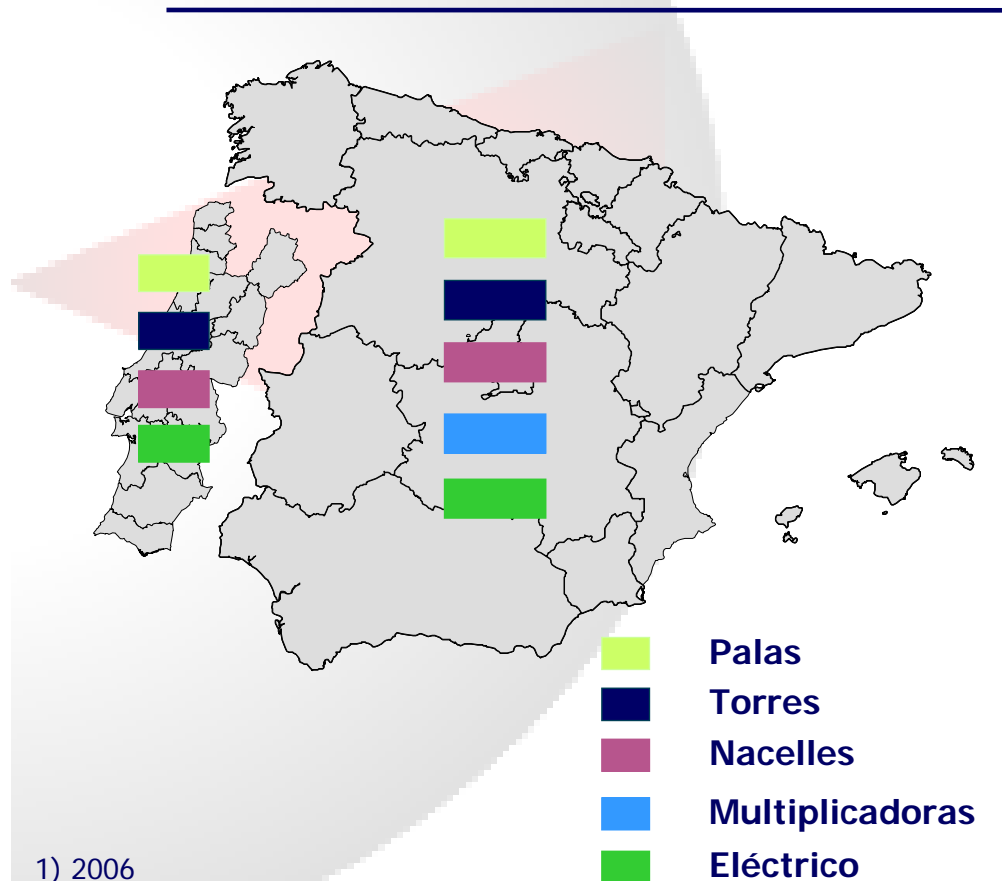 Palas
Torres
Nacelles
Multiplicadoras
Eléctrico
1) 2006